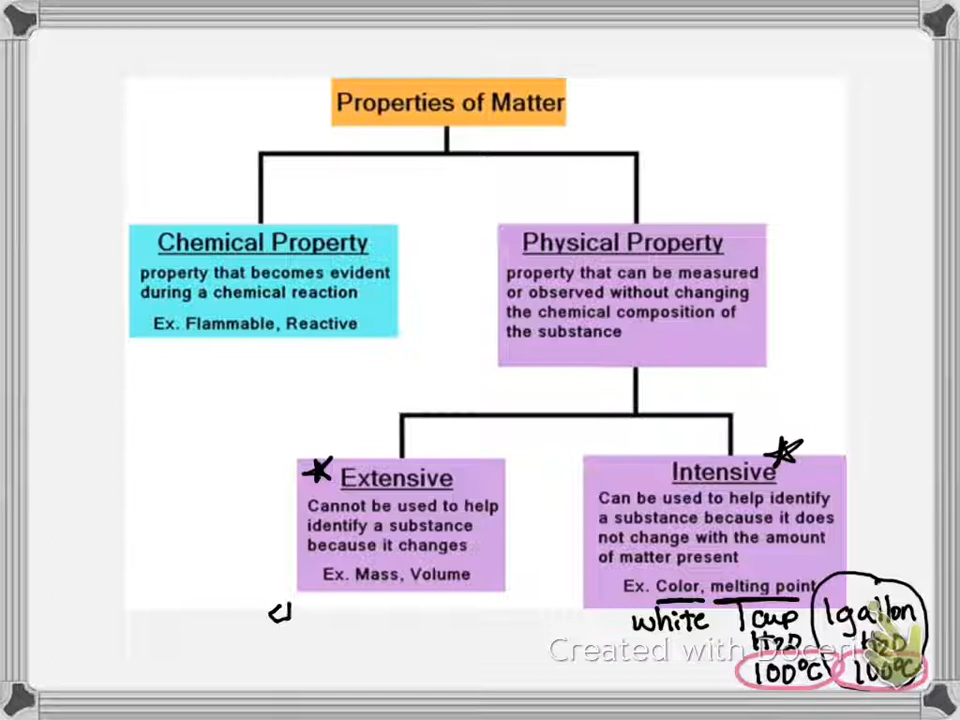 Properties of Matter
Chemical Property
property that becomes evident
during a chemical reaction
Ex. Flammable, Reactive
Physical Property
property that can be measured
or observed without changing
the chemical composition of
the substance
Extensive
Cannot be used to help
identify a substance
because it changes
Ex. Mass, Volume
Intensive
Can be used to help identify
a substance because it does
not change with the amount
of matter present
Ex. Color, melting point
white
1 cup
H2O
100°C
1 gallon
H2O
100°C
Created with Doceri